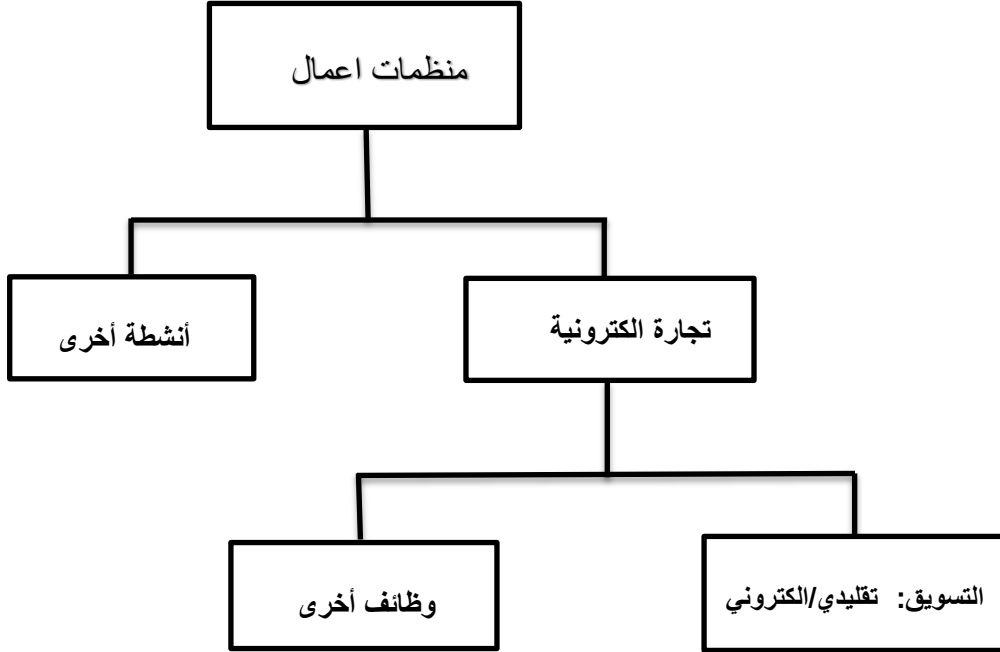 منظمات اعمال
تجارة الكترونية
أنشطة أخرى
التسويق: تقليدي/الكتروني
وظائف أخرى